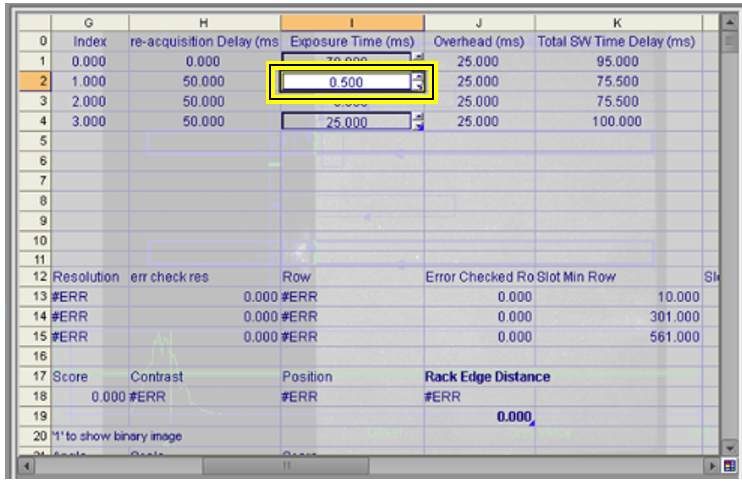 G H I J K
0 Index re-acquisition Delay (ms Exposure Time (ms) Overhead (ms) Total SW Time Delay (ms)
1 0.000 0.000 70.000 25.000 95.000
2 1.000 50.000 0.500 25.000 75.500
3 2.000 50.000 25.000 75.500
4 3.000 50.000 25.000 25.000 100.000
5
6
7
8
9
10
11
12 Resolution err check res Row Error Checked Ro Slot Min Row Sl
13 #ERR 0.000 #ERR 0.000 10.000
14 #ERR 0.000 #ERR 0.000 301.000
15 #ERR 0.000 #ERR 0.000 561.000
16
17 Score Contrast Position Rack Edge Distance
18 0.000 #ERR #ERR #ERR
19 0.000
20 '1' to show binary image
21